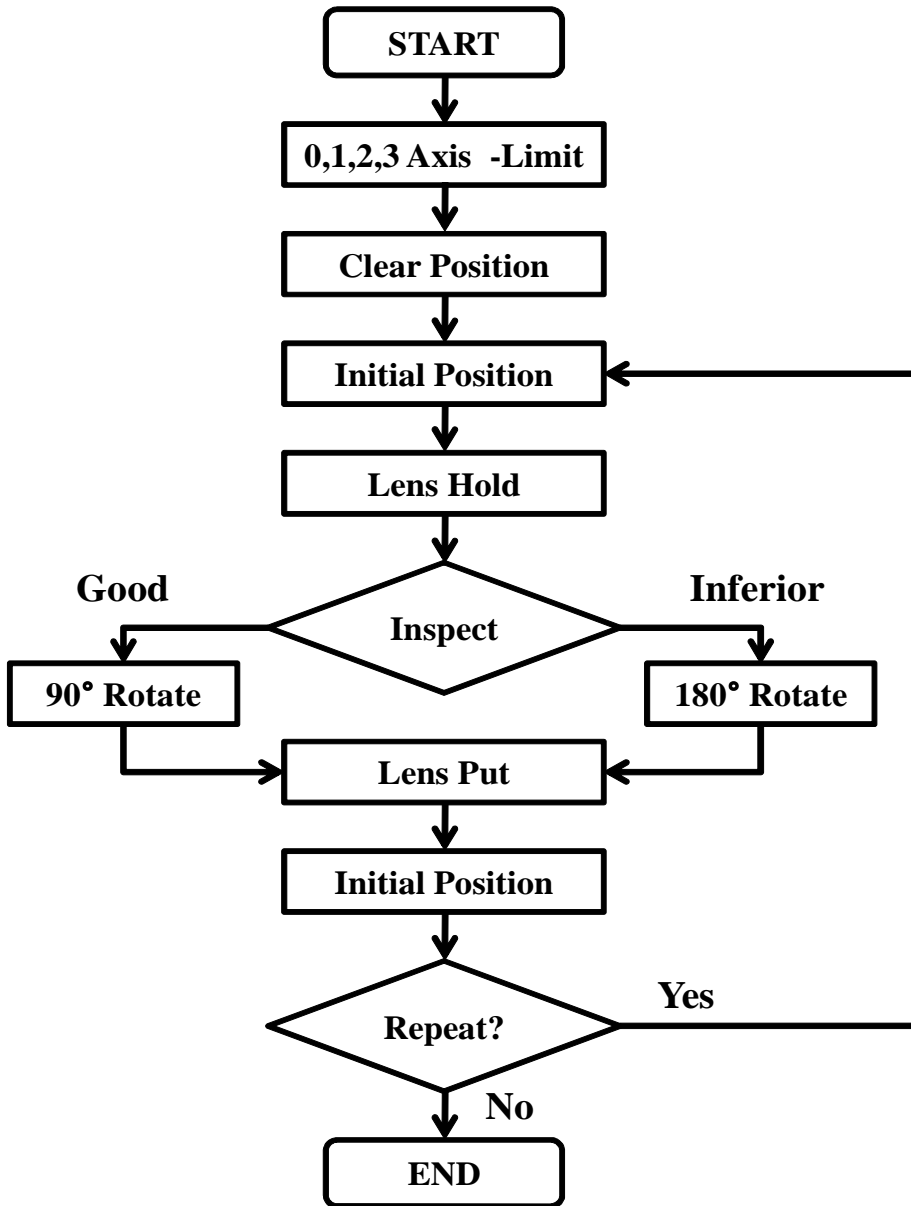 START
0,1,2,3 Axis -Limit
Clear Position
Initial Position
Lens Hold
Good
Inferior
Inspect
90° Rotate
180° Rotate
Lens Put
Initial Position
Yes
Repeat?
No
END